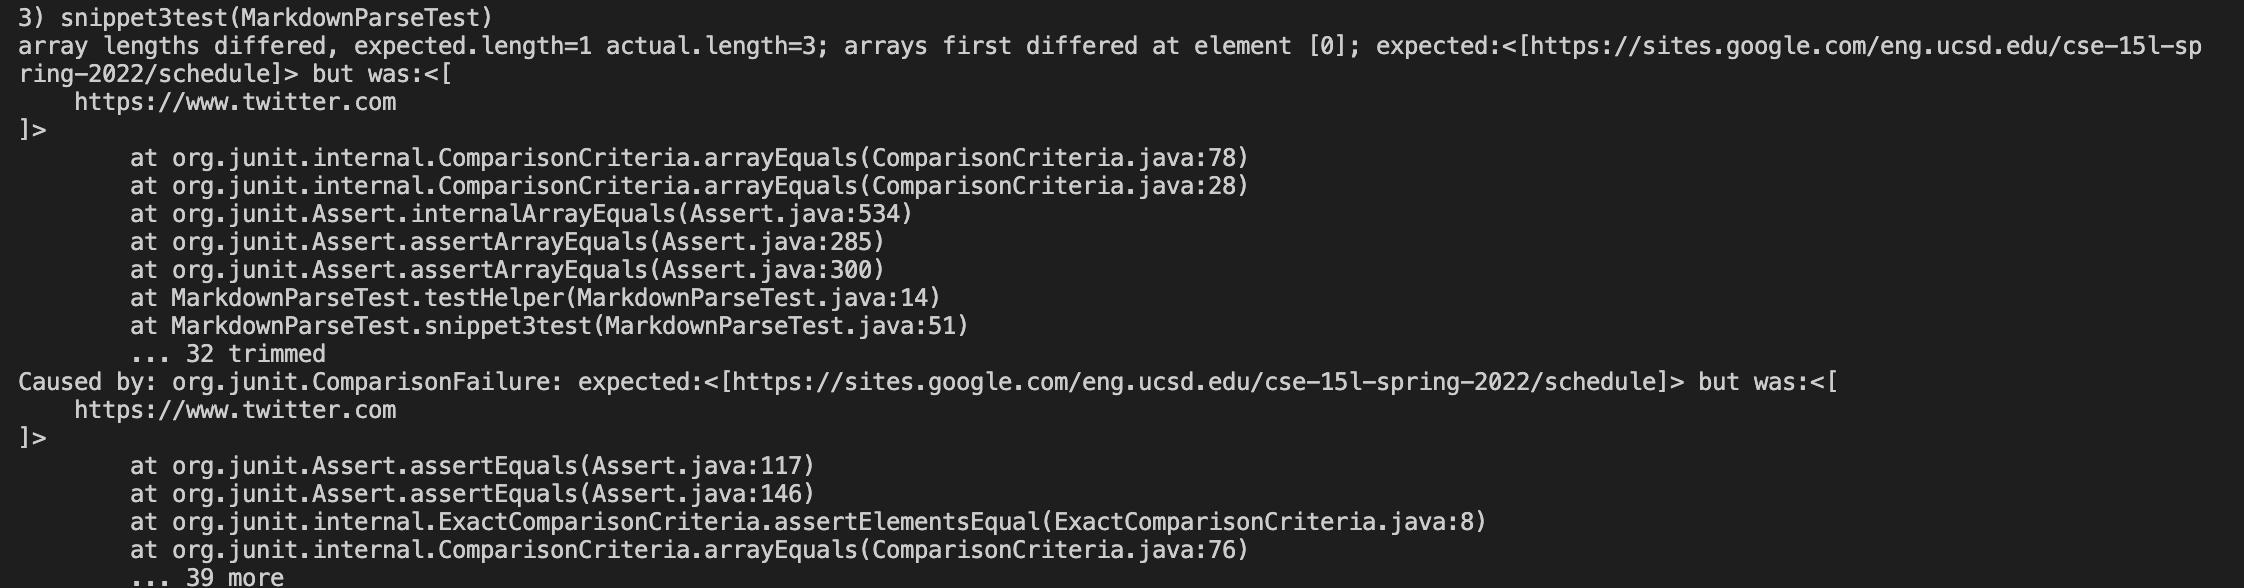 3) snippet3test(MarkdownParseTest)
array lengths differed, expected.length=1 actual.length=3; arrays first differed at element [0]; expected:<[https://sites.google.com/eng.ucsd.edu/cse-15l-sp
ring-2022/schedule]> but was:<[
    https://www.twitter.com
]>
        at org.junit.internal.ComparisonCriteria.arrayEquals(ComparisonCriteria.java:78)
        at org.junit.internal.ComparisonCriteria.arrayEquals(ComparisonCriteria.java:28)
        at org.junit.Assert.internalArrayEquals(Assert.java:534)
        at org.junit.Assert.assertArrayEquals(Assert.java:285)
        at org.junit.Assert.assertArrayEquals(Assert.java:300)
        at MarkdownParseTest.testHelper(MarkdownParseTest.java:14)
        at MarkdownParseTest.snippet3test(MarkdownParseTest.java:51)
        ... 32 trimmed
Caused by: org.junit.ComparisonFailure: expected:<[https://sites.google.com/eng.ucsd.edu/cse-15l-spring-2022/schedule]> but was:<[
    https://www.twitter.com
]>
        at org.junit.Assert.assertEquals(Assert.java:117)
        at org.junit.Assert.assertEquals(Assert.java:146)
        at org.junit.internal.ExactComparisonCriteria.assertElementsEqual(ExactComparisonCriteria.java:8)
        at org.junit.internal.ComparisonCriteria.arrayEquals(ComparisonCriteria.java:76)
        ... 39 more